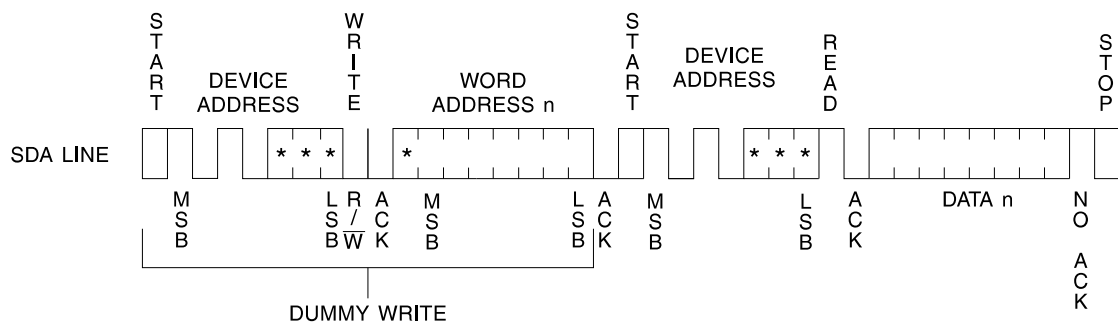 START
WRITE
START
READ
STOP
DEVICE
ADDRESS
WORD
ADDRESS n
DEVICE
ADDRESS
SDA LINE
* * *
*
* * *
MSB
LSB
R/W̅
ACK
MSB
LSB
ACK
MSB
LSB
ACK
DATA n
NO ACK
DUMMY WRITE